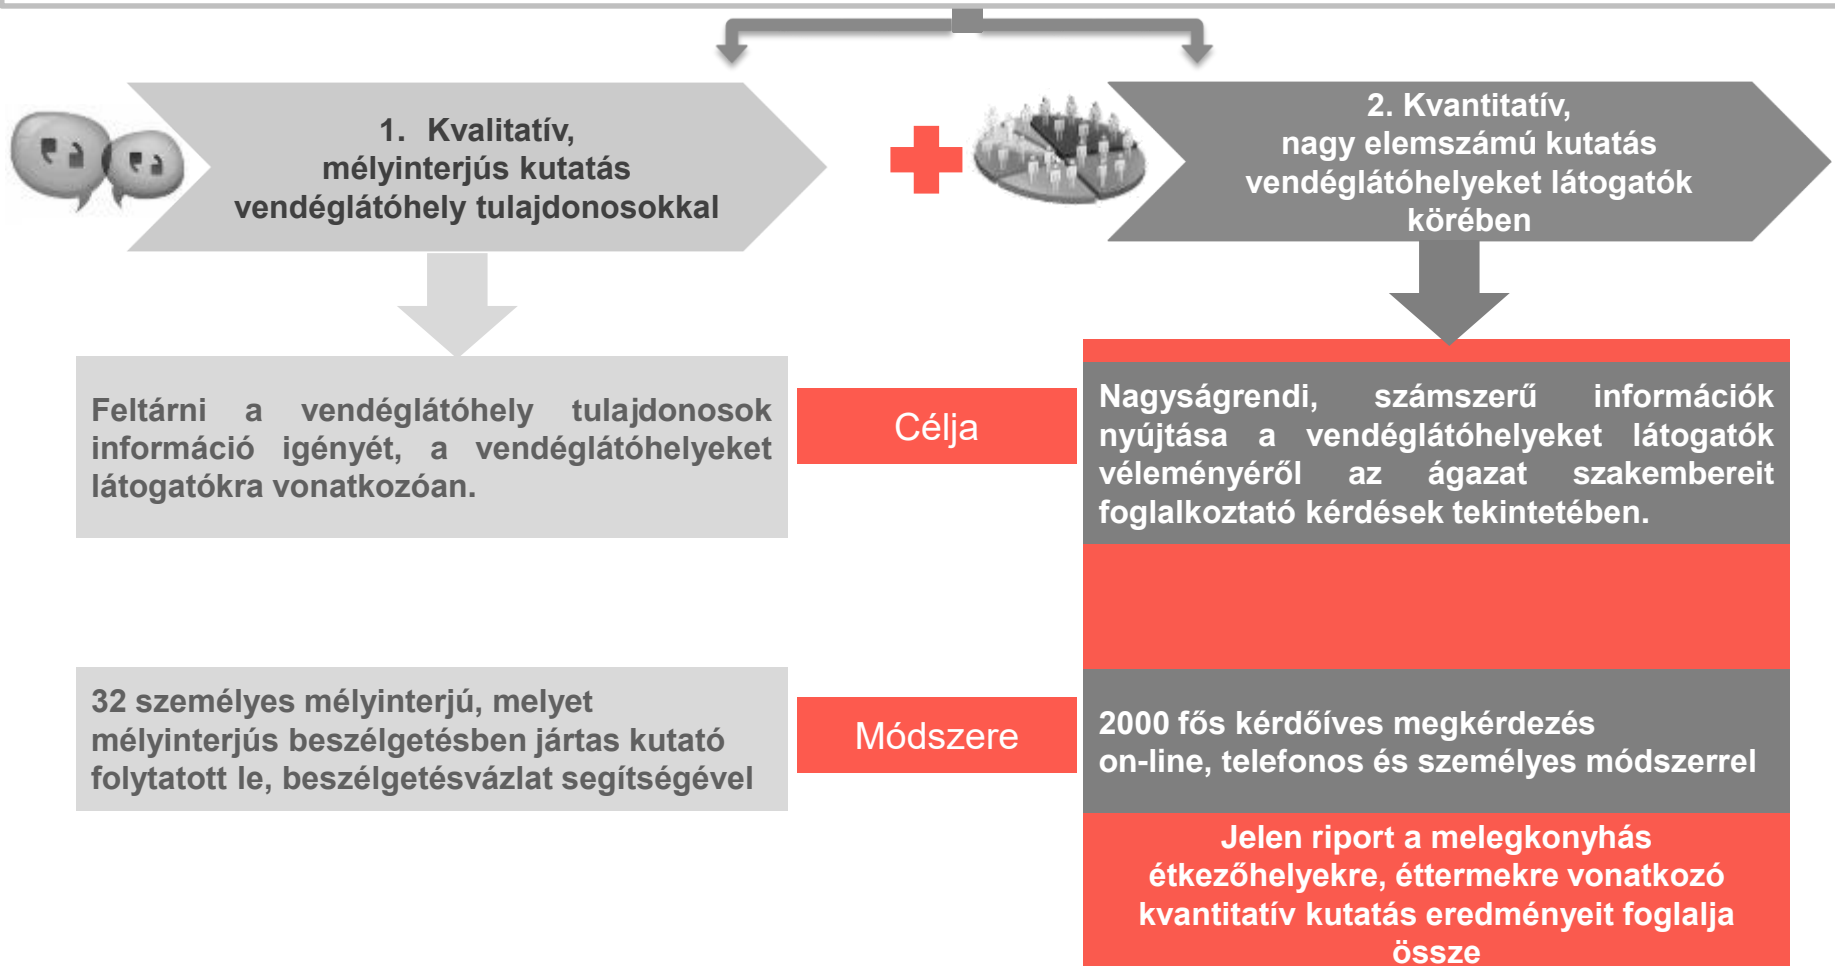 1. Kvalitatív,
mélyinterjús kutatás
vendéglátóhely tulajdonosokkal
2. Kvantitatív,
nagy elemszámú kutatás
vendéglátóhelyeket látogatók
körében
Feltárni a vendéglátóhely tulajdonosok
információ igényét, a vendéglátóhelyeket
látogatókra vonatkozóan.
Célja
Nagyságrendi, számszerű információk
nyújtása a vendéglátóhelyeket látogatók
véleményéről az ágazat szakembereit
foglalkoztató kérdések tekintetében.
32 személyes mélyinterjú, melyet
mélyinterjús beszélgetésben jártas kutató
folytatott le, beszélgetésvázlat segítségével
Módszere
2000 fős kérdőíves megkérdezés
on-line, telefonos és személyes módszerrel
Jelen riport a melegkonyhás
étkezőhelyekre, éttermekre vonatkozó
kvantitatív kutatás eredményeit foglalja
össze